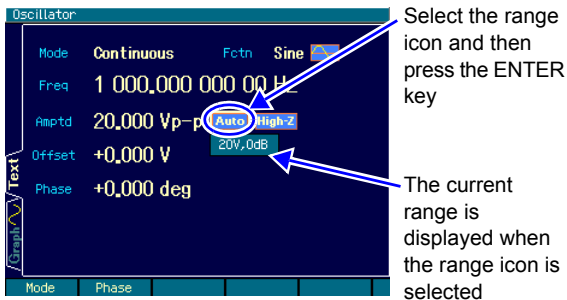 Oscillator
Mode Continuous Fctn Sine
Freq 1 000.000 000 00 Hz
Amptd 20.000 Vp-p Auto High-Z
20V,0dB
Offset +0.000 V
Phase +0.000 deg
Text
Graph
Mode Phase
Select the range
icon and then
press the ENTER
key
The current
range is
displayed when
the range icon is
selected